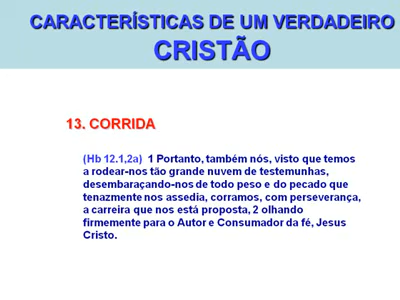 CARACTERÍSTICAS DE UM VERDADEIRO
CRISTÃO
13. CORRIDA
(Hb 12.1,2a) 1 Portanto, também nós, visto que temos
a rodear-nos tão grande nuvem de testemunhas,
desembaraçando-nos de todo peso e do pecado que
tenazmente nos assedia, corramos, com perseverança,
a carreira que nos está proposta, 2 olhando
firmemente para o Autor e Consumador da fé, Jesus
Cristo.